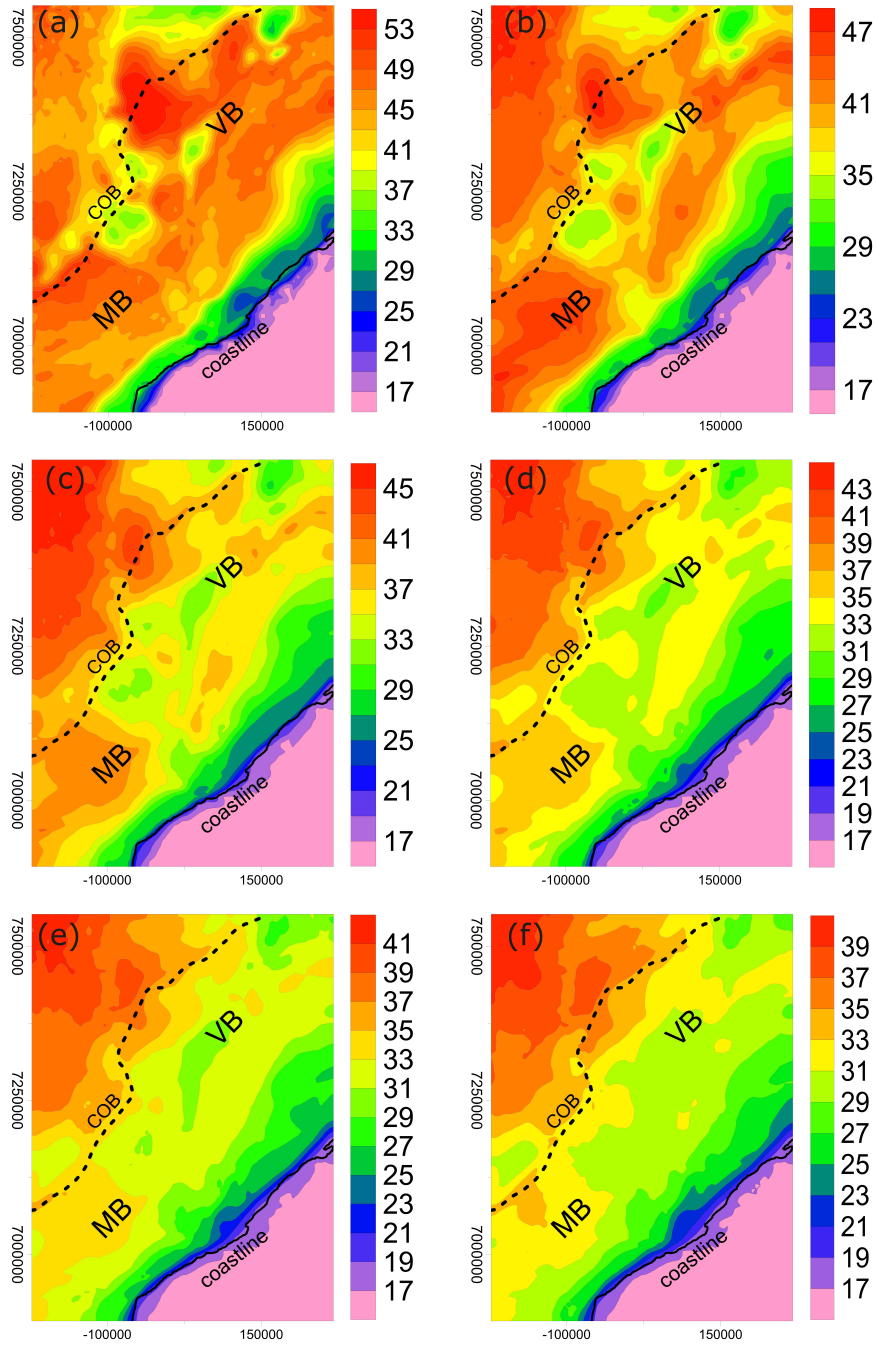 (a)
7500000
7250000
7000000
COB
VB
MB
coastline
-100000 150000
53
49
45
41
37
33
29
25
21
17
(b)
7500000
7250000
7000000
COB
VB
MB
coastline
-100000 150000
47
41
35
29
23
17
(c)
7500000
7250000
7000000
COB
VB
MB
coastline
-100000 150000
45
41
37
33
29
25
21
17
(d)
7500000
7250000
7000000
COB
VB
MB
coastline
-100000 150000
43
41
39
37
35
33
31
29
27
25
23
21
19
17
(e)
7500000
7250000
7000000
COB
VB
MB
coastline
-100000 150000
41
39
37
35
33
31
29
27
25
23
21
19
17
(f)
7500000
7250000
7000000
COB
VB
MB
coastline
-100000 150000
39
37
35
33
31
29
27
25
23
21
19
17